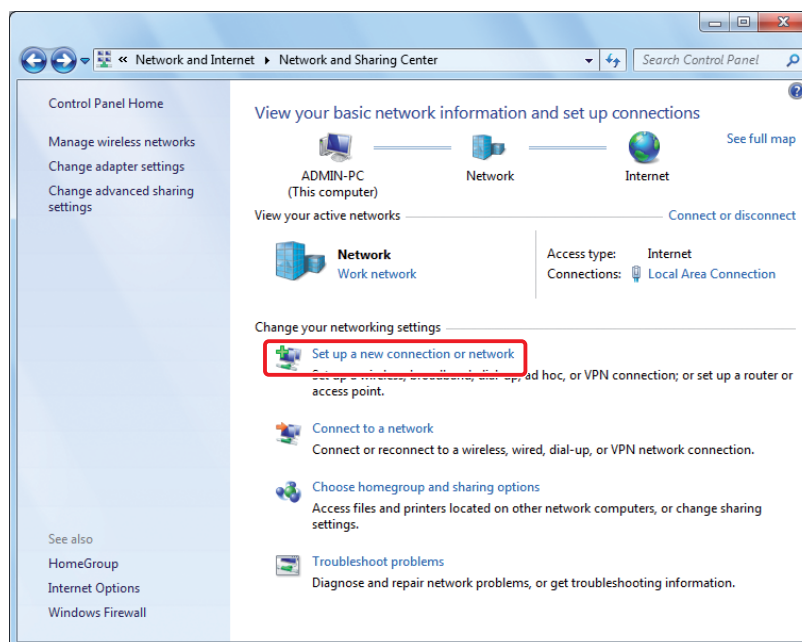 « Network and Internet ▸ Network and Sharing Center
Search Control Panel
Control Panel Home
Manage wireless networks
Change adapter settings
Change advanced sharing
settings
See also
HomeGroup
Internet Options
Windows Firewall
View your basic network information and set up connections
See full map
ADMIN-PC
(This computer)
Network
Internet
View your active networks
Connect or disconnect
Network
Work network
Access type: Internet
Connections: Local Area Connection
Change your networking settings
Set up a new connection or network
Set up a wireless, broadband, dial-up, ad hoc, or VPN connection; or set up a router or
access point.
Connect to a network
Connect or reconnect to a wireless, wired, dial-up, or VPN network connection.
Choose homegroup and sharing options
Access files and printers located on other network computers, or change sharing
settings.
Troubleshoot problems
Diagnose and repair network problems, or get troubleshooting information.